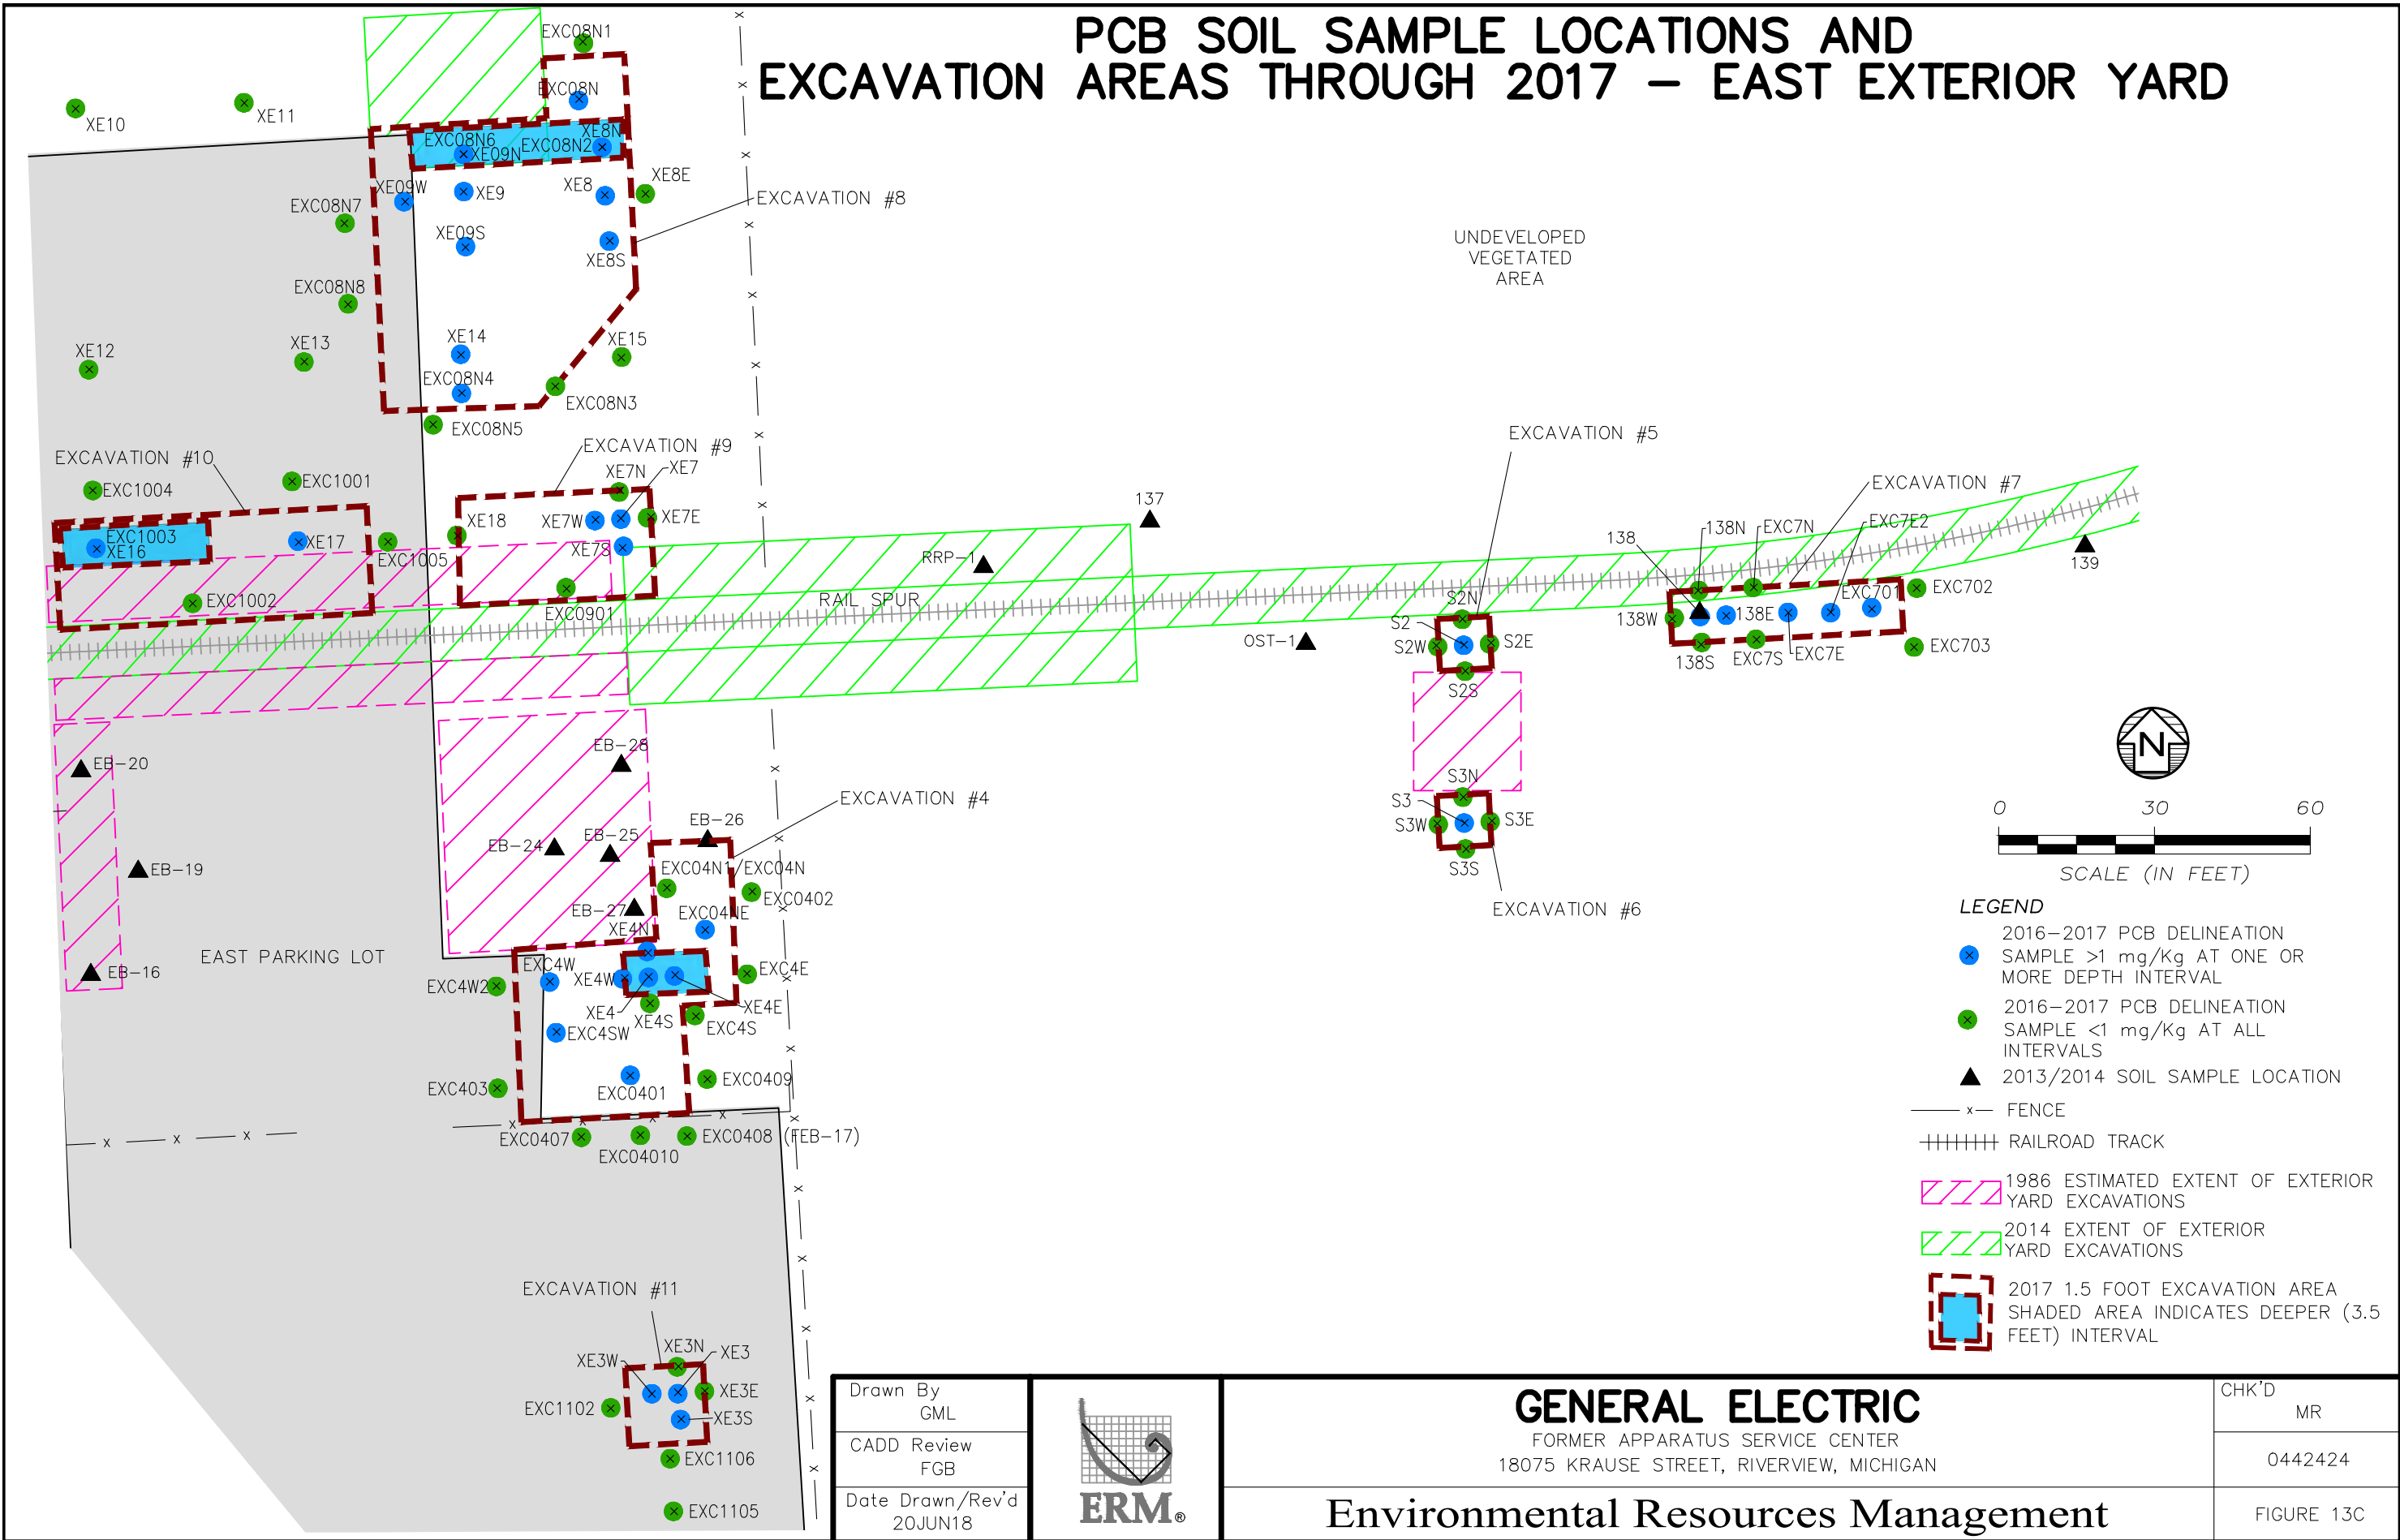 PCB SOIL SAMPLE LOCATIONS AND
EXCAVATION AREAS THROUGH 2017 – EAST EXTERIOR YARD
EXC08N1
EXC08N
XE10
XE11
EXC08N6
XE09N
EXC08N2
XE8N
XE09W
XE9
XE8
XE8E
EXCAVATION #8
EXC08N7
XE09S
XE8S
UNDEVELOPED
VEGETATED
AREA
EXC08N8
XE12
XE13
XE14
XE15
EXC08N4
EXC08N3
EXC08N5
EXCAVATION #9
EXCAVATION #10
EXC1004
EXC1001
XE7N
XE7
EXCAVATION #5
EXCAVATION #7
EXC1003
XE16
XE17
EXC1005
XE18
XE7W
XE7E
XE7S
137
RRP-1
138
138N
EXC7N
EXC7E2
139
EXC1002
EXC0901
RAIL SPUR
OST-1
S2N
S2
S2W
S2E
S2S
138W
138E
EXC701
EXC702
138S
EXC7S
EXC7E
EXC703
EB-20
EB-28
EXCAVATION #4
S3N
S3
S3W
S3E
S3S
EXCAVATION #6
EB-26
EB-24
EB-25
EB-19
EXC04N1/EXC04N
EXC0402
EB-27
EXC04NE
XE4N
EAST PARKING LOT
EB-16
EXC4W
EXC4W2
XE4W
EXC4E
XE4
XE4S
XE4E
EXC4S
EXC4SW
EXC403
EXC0401
EXC0409
EXC0407
EXC04010
EXC0408 (FEB-17)
EXCAVATION #11
XE3N
XE3W
XE3
XE3E
EXC1102
XE3S
EXC1106
EXC1105
N
0 30 60
SCALE (IN FEET)
LEGEND
2016-2017 PCB DELINEATION
SAMPLE >1 mg/Kg AT ONE OR
MORE DEPTH INTERVAL
2016-2017 PCB DELINEATION
SAMPLE <1 mg/Kg AT ALL
INTERVALS
2013/2014 SOIL SAMPLE LOCATION
FENCE
RAILROAD TRACK
1986 ESTIMATED EXTENT OF EXTERIOR
YARD EXCAVATIONS
2014 EXTENT OF EXTERIOR
YARD EXCAVATIONS
2017 1.5 FOOT EXCAVATION AREA
SHADED AREA INDICATES DEEPER (3.5
FEET) INTERVAL
Drawn By
GML
CADD Review
FGB
Date Drawn/Rev'd
20JUN18
ERM®
GENERAL ELECTRIC
FORMER APPARATUS SERVICE CENTER
18075 KRAUSE STREET, RIVERVIEW, MICHIGAN
Environmental Resources Management
CHK'D
MR
0442424
FIGURE 13C